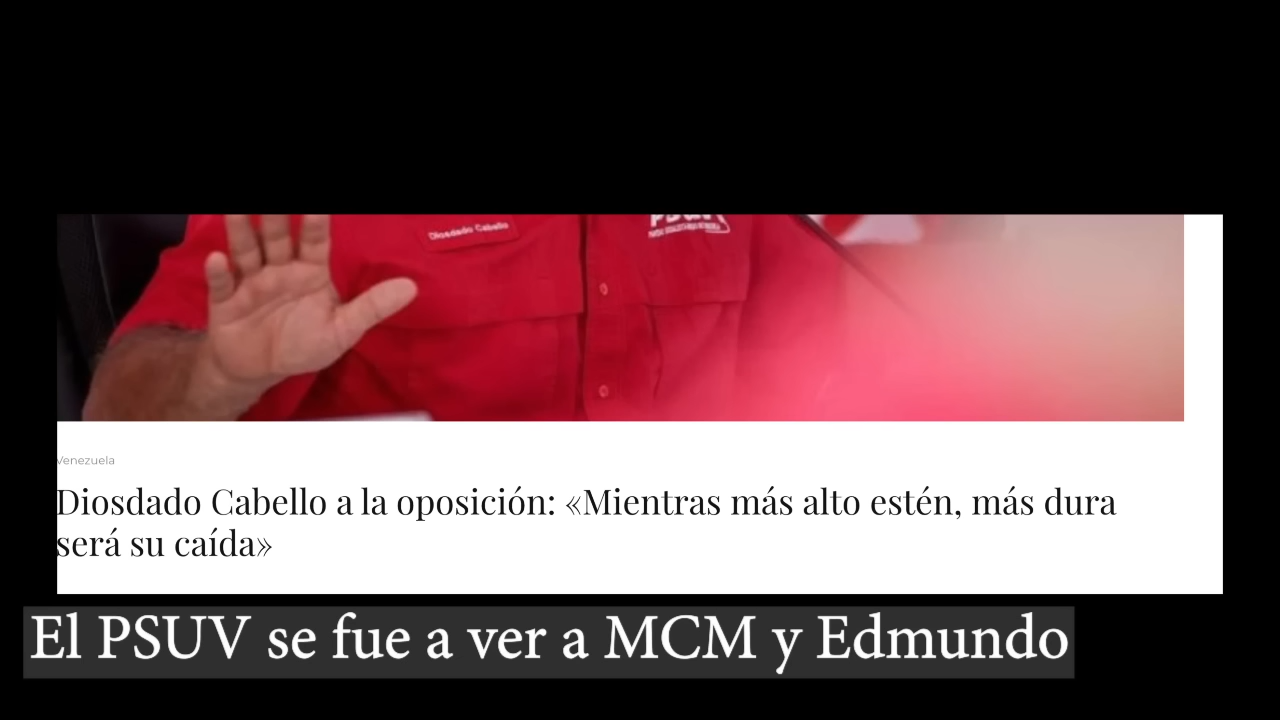 Diosdado Cabello
Venezuela
Diosdado Cabello a la oposición: «Mientras más alto estén, más dura
será su caída»
El PSUV se fue a ver a MCM y Edmundo